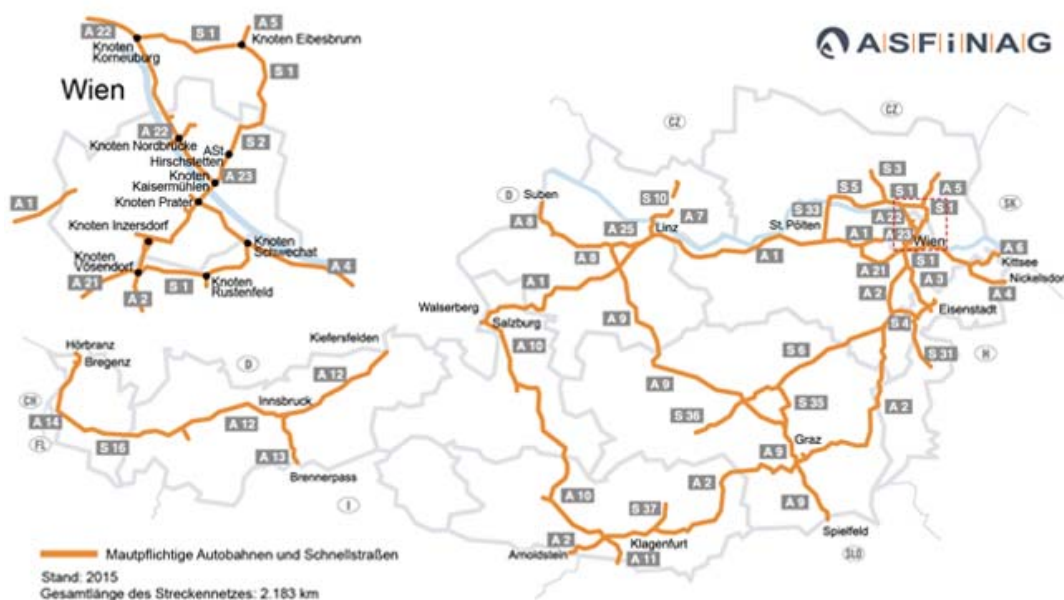 ASFiNAG
A 22
S 1
A 5
Knoten
Korneuburg
Knoten Eibesbrunn
S 1
Wien
A 22
Knoten Nordbrücke
S 2
ASt
Hirschstetten
Knoten
Kaisermühlen
A 23
A 1
Knoten Prater
Knoten Inzersdorf
Knoten
Schwechat
Knoten
Vösendorf
A 4
A 21
A 2
S 1
Knoten
Rustenfeld
CZ
CZ
D
Suben
S 10
S 5
S 3
S 1
A 5
S 1
SK
A 8
A 25
Linz
A 7
St. Pölten
S 33
A 22
A 23
Wien
A 1
A 6
Kittsee
A 8
A 1
A 21
S 1
A 3
Nickelsdorf
A 4
A 1
A 2
Eisenstadt
Walserberg
Salzburg
A 9
S 4
A 10
S 6
S 31
H
Hörbranz
Bregenz
Kiefersfelden
D
A 12
A 9
CH
Innsbruck
S 35
A 2
A 14
A 12
S 36
FL
S 16
A 13
Graz
A 9
Brennerpass
A 2
I
A 10
S 37
A 9
Spielfeld
A 2
Klagenfurt
Arnoldstein
A 11
SLO
Mautpflichtige Autobahnen und Schnellstraßen
Stand: 2015
Gesamtlänge des Streckennetzes: 2.183 km